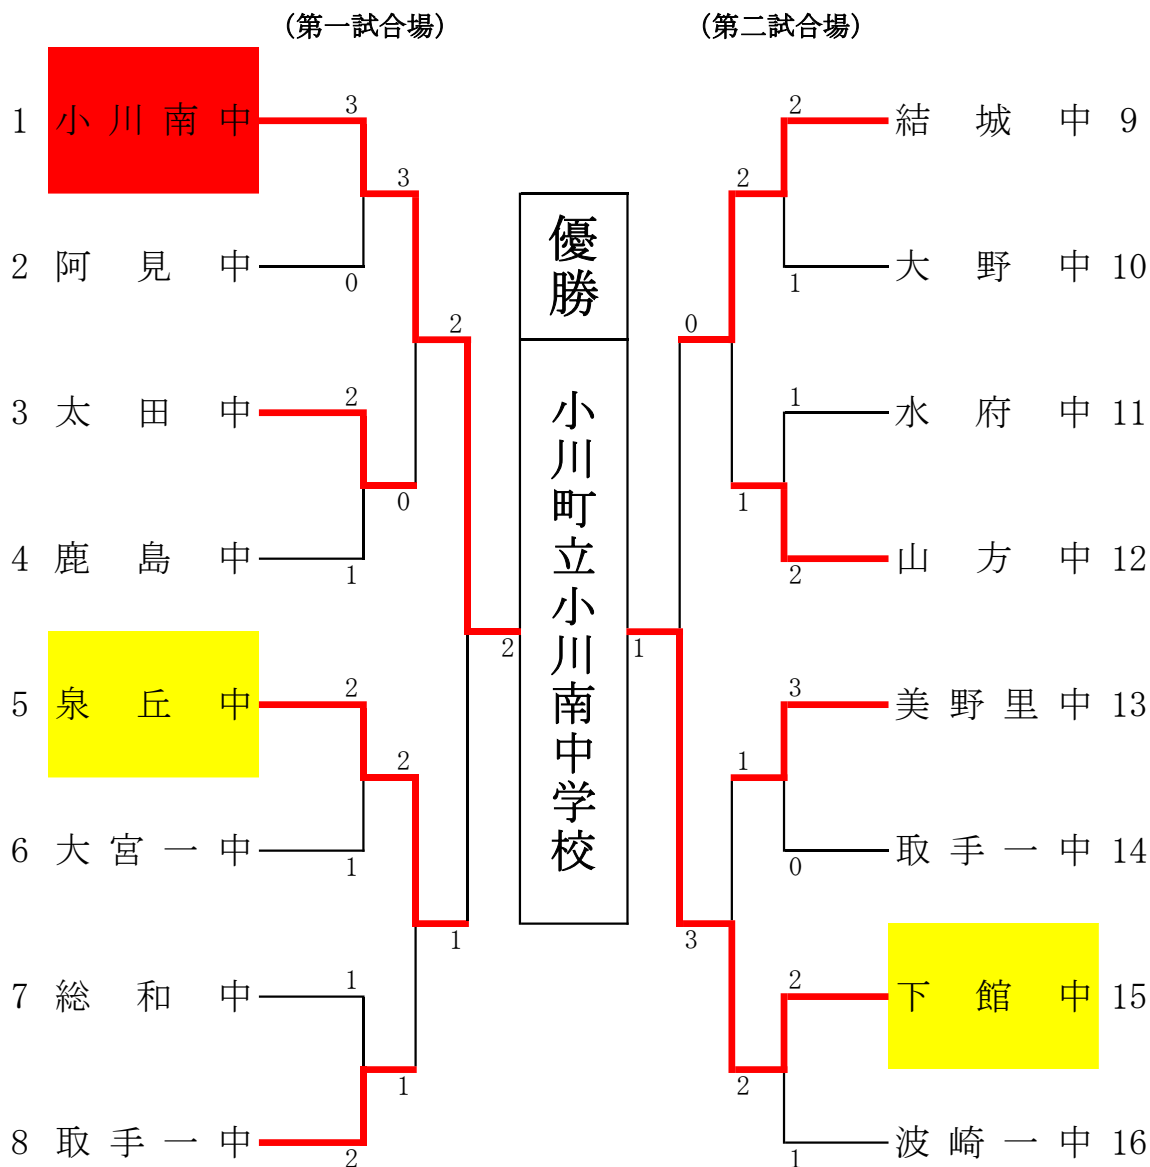 (第一試合場)
(第二試合場)
1 小川南中
3
3
2 阿見中
0
2
3 太田中
2
0
4 鹿島中
1
2
5 泉丘中
2
2
6 大宮一中
1
1
7 総和中
1
1
8 取手一中
2
優勝
小川町立小川南中学校
2
結城中 9
2
大野中 10
1
0
1
水府中 11
1
山方中 12
2
1
3
美野里中 13
1
取手一中 14
0
3
2
下館中 15
2
波崎一中 16
1